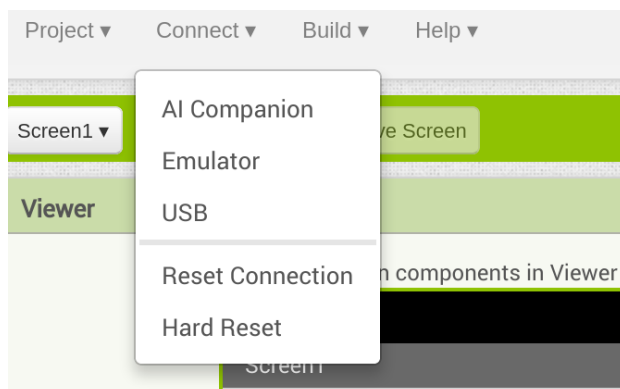 Project ▾ Connect ▾ Build ▾ Help ▾
AI Companion
Screen1 ▾ ve Screen
Emulator
Viewer USB
Reset Connection n components in Viewer
Hard Reset
Screen1